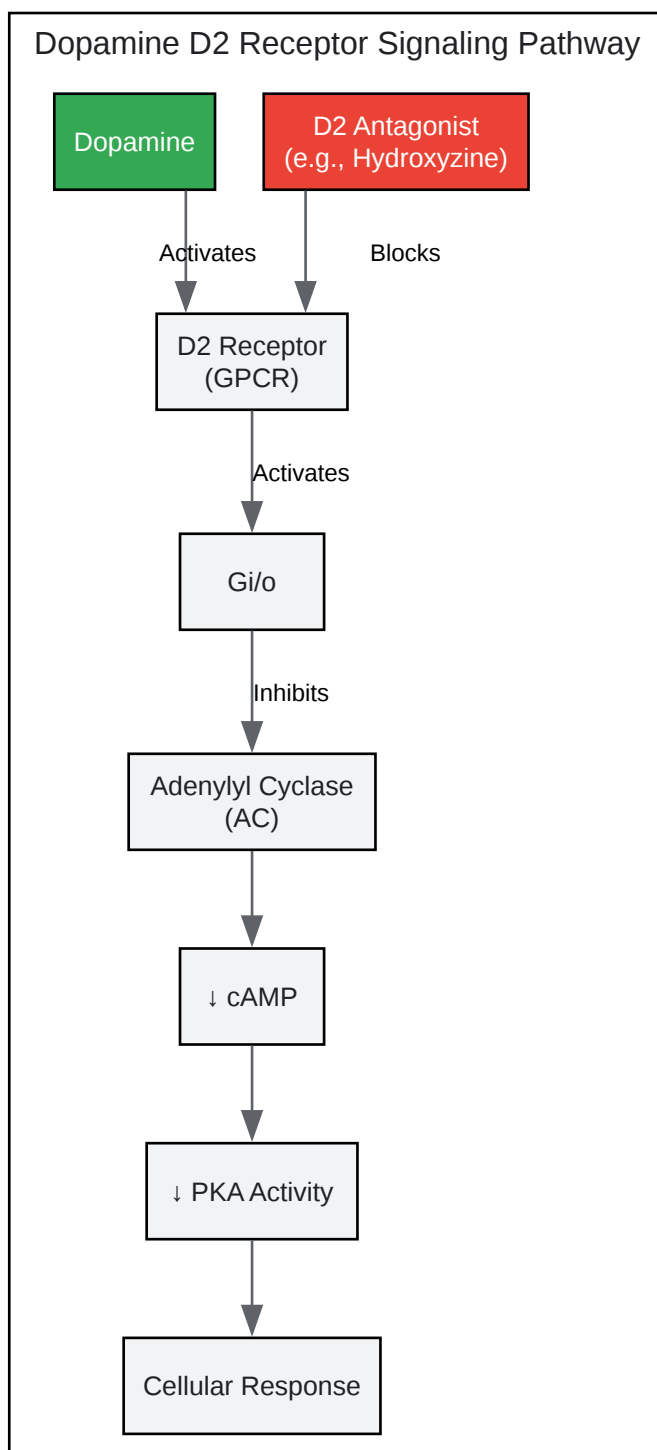 Dopamine D2 Receptor Signaling Pathway
Dopamine
D2 Antagonist
(e.g., Hydroxyzine)
Activates
Blocks
D2 Receptor
(GPCR)
Activates
Gi/o
Inhibits
Adenylyl Cyclase
(AC)
↓ cAMP
↓ PKA Activity
Cellular Response